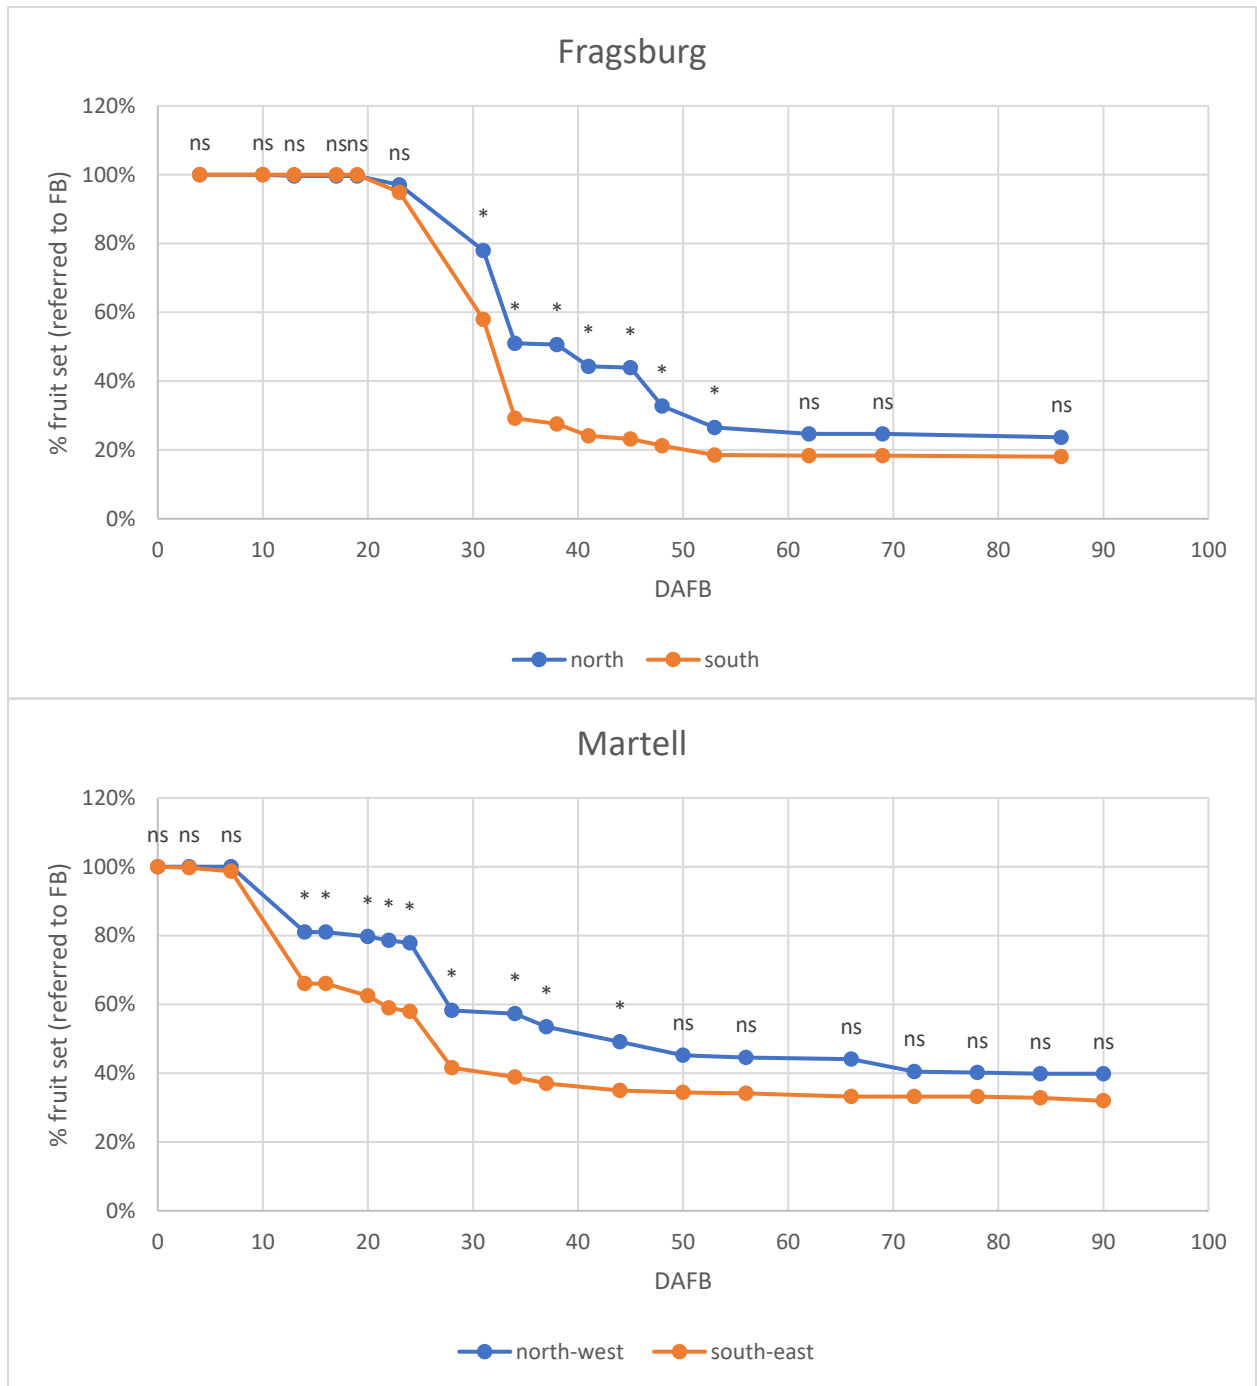 Fragsburg
120%
ns ns ns nsns ns
100%
80%
*
60%
* * * *
40%
* *
ns ns ns
20%
0%
% fruit set (referred to FB)
0 10 20 30 40 50 60 70 80 90 100
DAFB
north south
Martell
120%
ns ns ns
100%
* * * * *
80%
* * *
60%
*
ns ns ns ns ns ns ns
40%
20%
0%
% fruit set (referred to FB)
0 10 20 30 40 50 60 70 80 90 100
DAFB
north-west south-east